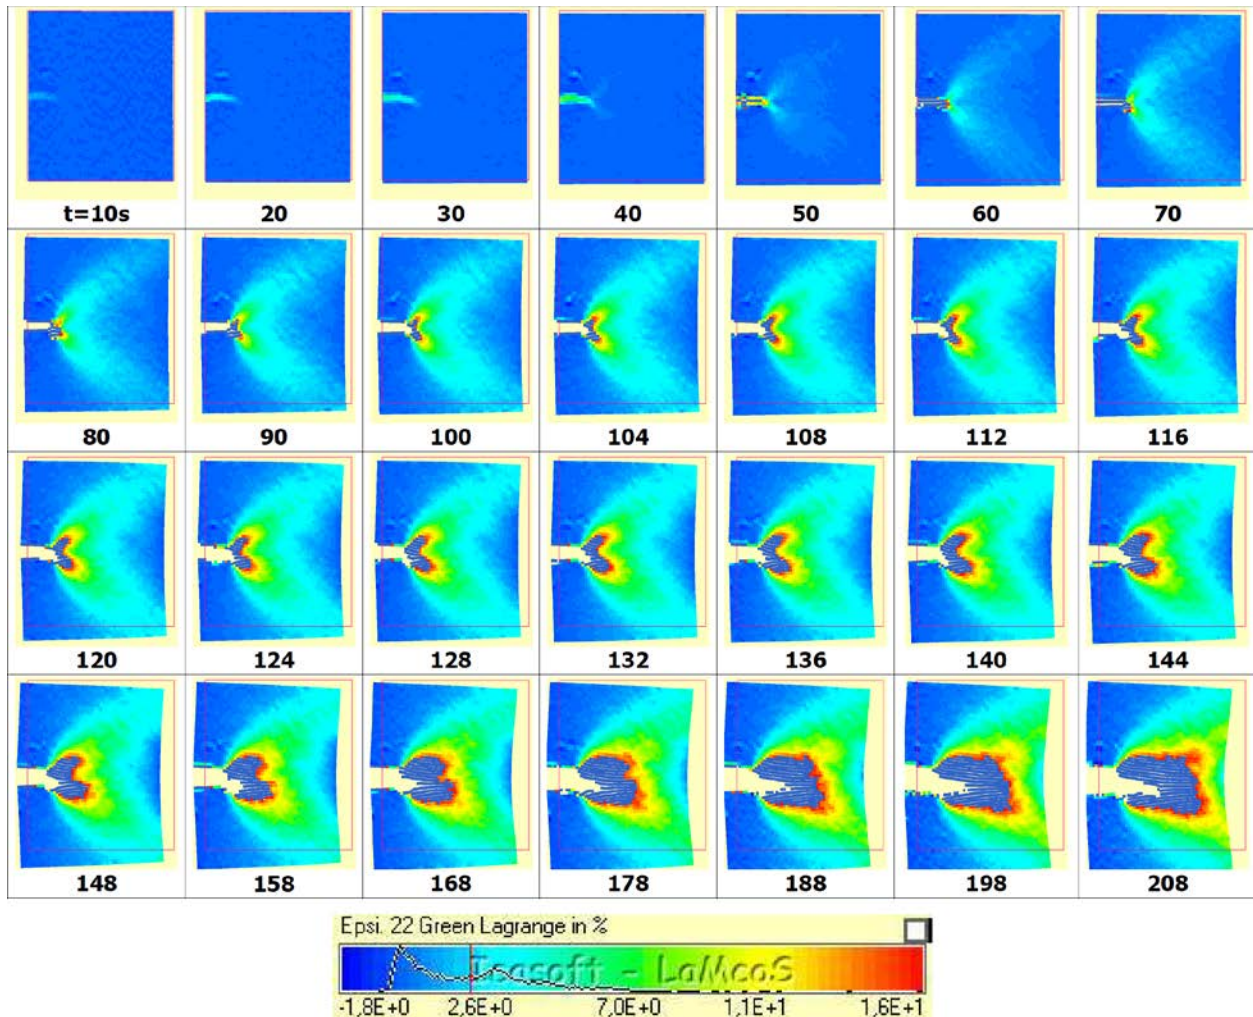 t=10s 20 30 40 50 60 70
80 90 100 104 108 112 116
120 124 128 132 136 140 144
148 158 168 178 188 198 208
Epsi. 22 Green Lagrange in %
Icasoft - LaMcoS
-1,8E+0 2,6E+0 7,0E+0 1,1E+1 1,6E+1